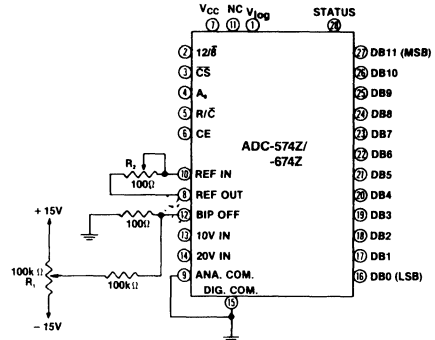 VCC NC Vlog STATUS
7 11 1 28
2 12/8̅ 27 DB11 (MSB)
3 C̅S̅ 26 DB10
4 Ao 25 DB9
5 R/C̅ 24 DB8
6 CE 23 DB7
ADC-574Z/
-674Z
22 DB6
R2
100Ω
10 REF IN 21 DB5
8 REF OUT 20 DB4
100Ω 12 BIP OFF 19 DB3
+15V
13 10V IN 18 DB2
14 20V IN 17 DB1
100kΩ
R1
100kΩ
9 ANA. COM. 16 DB0 (LSB)
DIG. COM.
15
-15V